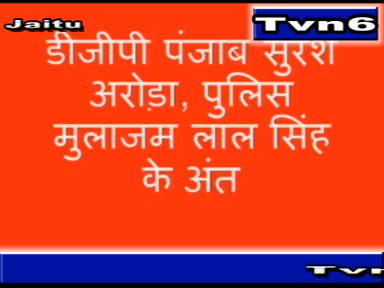 Jaitu
Tvn6
डीजीपी पंजाब सुरेश
अरोड़ा, पुलिस
मुलाजम लाल सिंह
के अंत